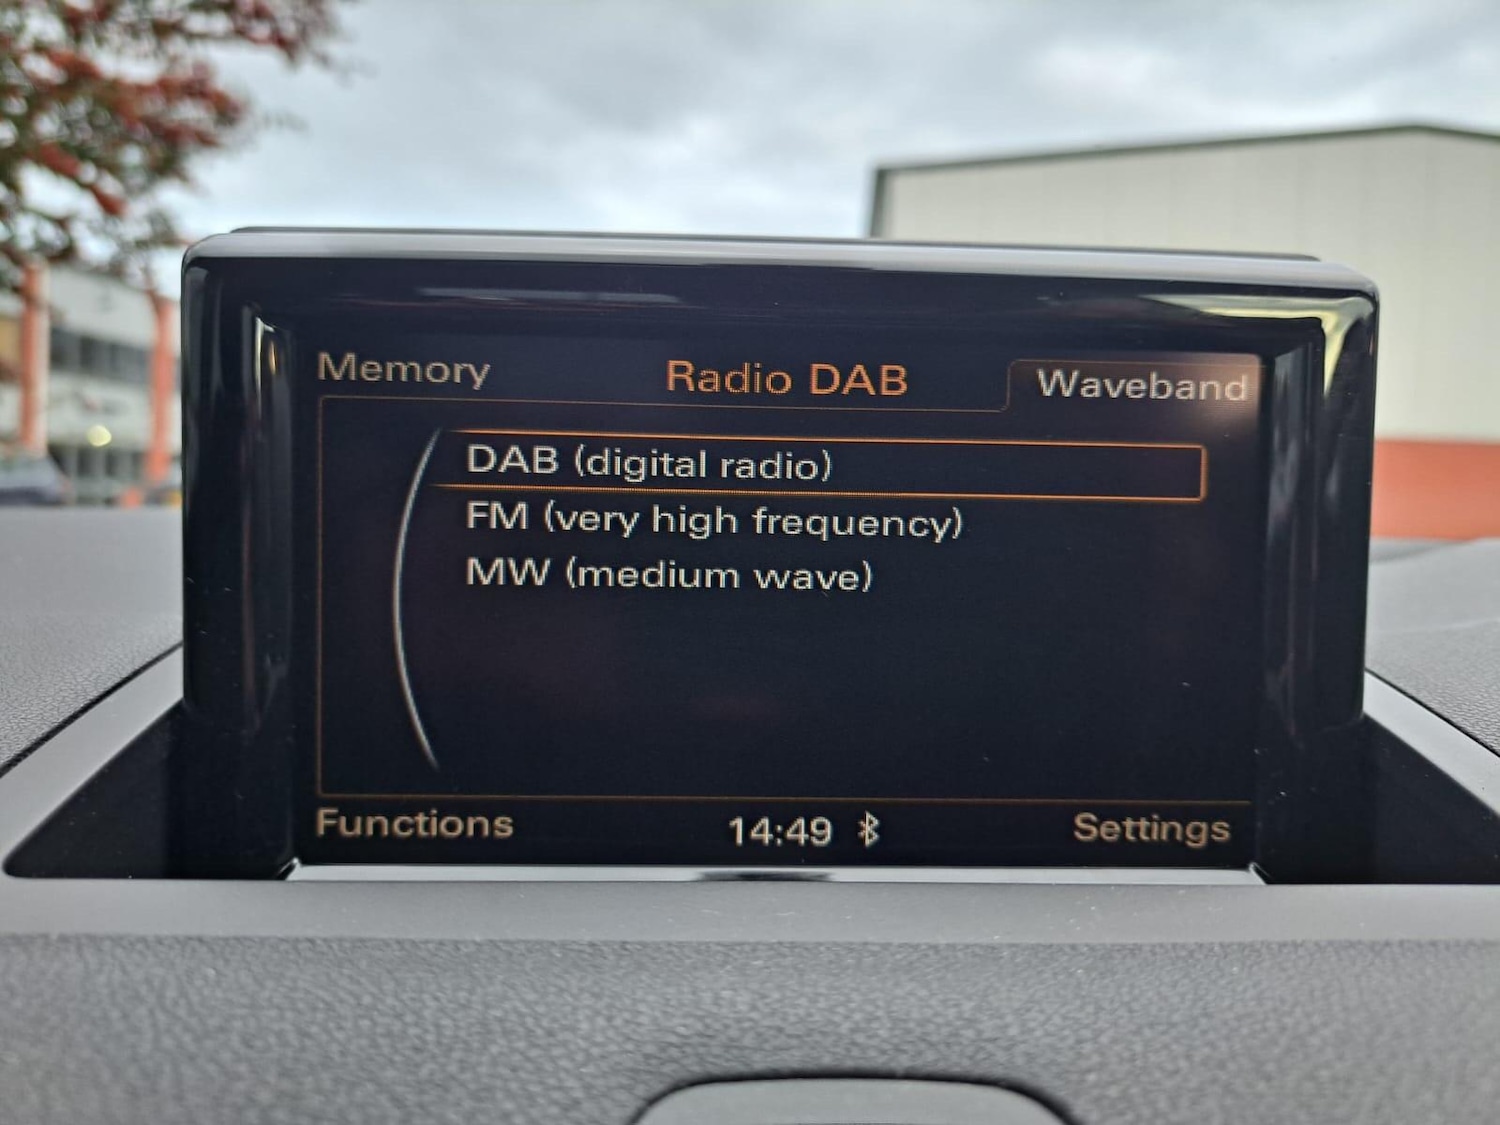 Memory Radio DAB Waveband
DAB (digital radio)
FM (very high frequency)
MW (medium wave)
Functions 14:49 Settings